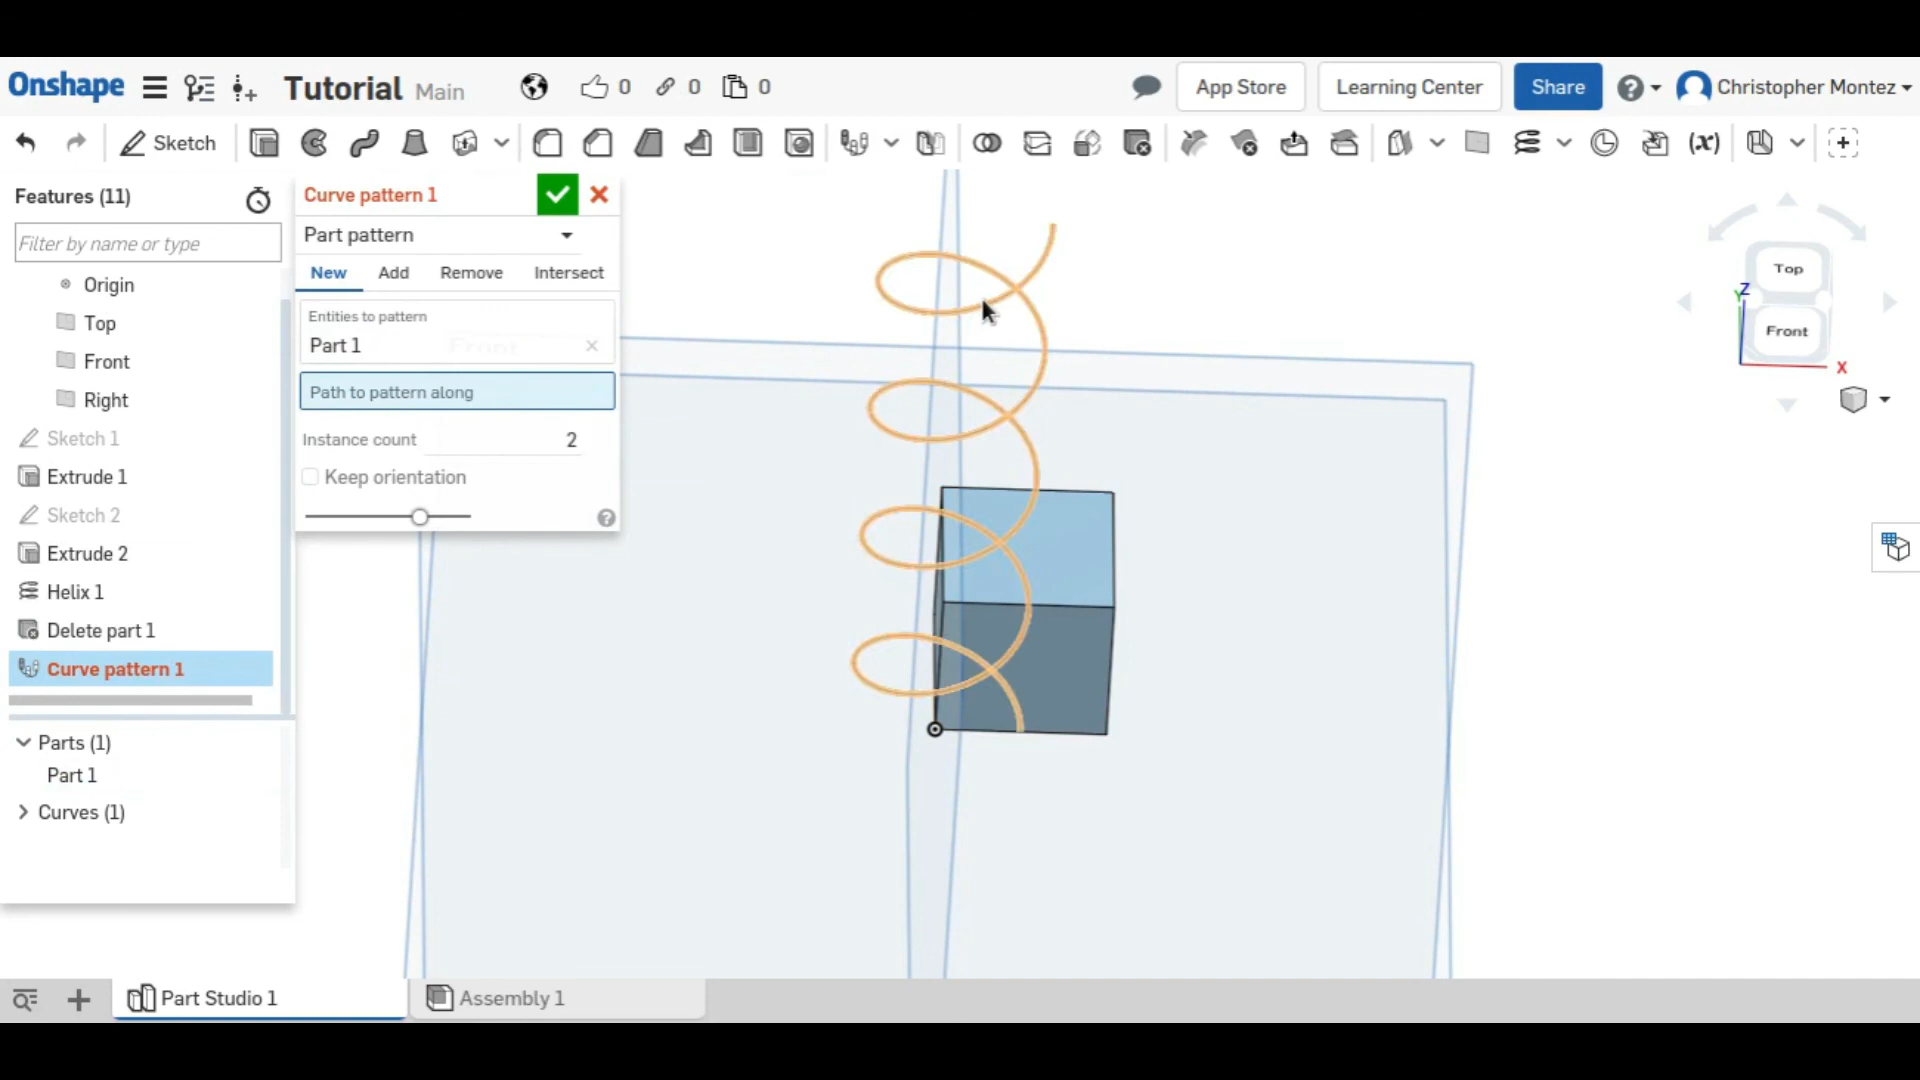 Onshape
Tutorial Main
0
0
0
App Store
Learning Center
Share
Christopher Montez
Sketch
(x)
Features (11)
Filter by name or type
Origin
Top
Front
Right
Sketch 1
Extrude 1
Sketch 2
Extrude 2
Helix 1
Delete part 1
Curve pattern 1
Parts (1)
Part 1
Curves (1)
Curve pattern 1
Part pattern
New Add Remove Intersect
Entities to pattern
Part 1
Front
Path to pattern along
Instance count 2
Keep orientation
Top
Z
Y
Front
X
Part Studio 1
Assembly 1